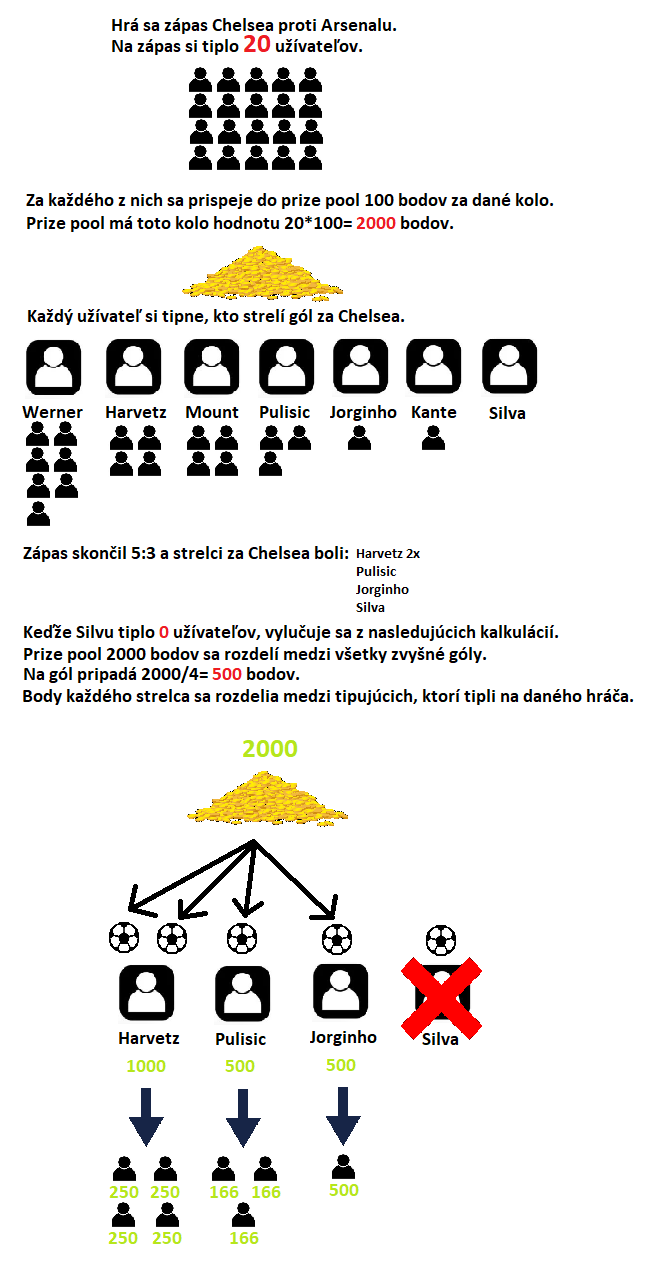 Hrá sa zápas Chelsea proti Arsenalu.
Na zápas si tiplo 20 užívateľov.
Za každého z nich sa prispeje do prize pool 100 bodov za dané kolo.
Prize pool má toto kolo hodnotu 20*100= 2000 bodov.
Každý užívateľ si tipne, kto strelí gól za Chelsea.
Werner Harvetz Mount Pulisic Jorginho Kante Silva
Zápas skončil 5:3 a strelci za Chelsea boli: Harvetz 2x
Pulisic
Jorginho
Silva
Keďže Silvu tiplo 0 užívateľov, vylučuje sa z nasledujúcich kalkulácií.
Prize pool 2000 bodov sa rozdelí medzi všetky zvyšné góly.
Na gól pripadá 2000/4= 500 bodov.
Body každého strelca sa rozdelia medzi tipujúcich, ktorí tipli na daného hráča.
2000
Harvetz Pulisic Jorginho Silva
1000 500 500
250 250 166 166 500
250 250 166